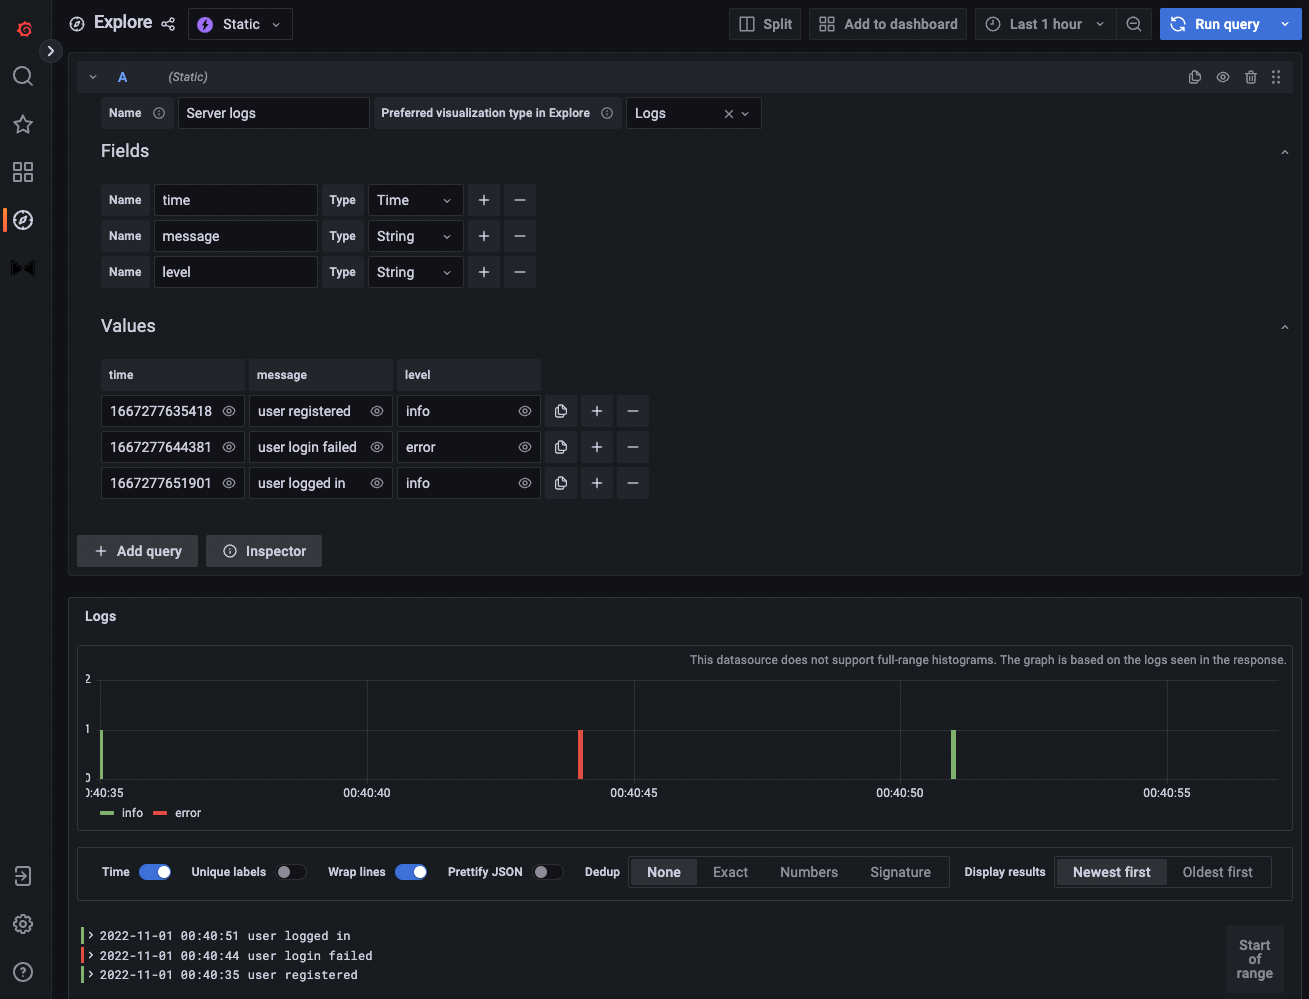 Explore Static Split Add to dashboard Last 1 hour Run query
A (Static)
Name Server logs Preferred visualization type in Explore Logs
Fields
Name time Type Time
Name message Type String
Name level Type String
Values
time message level
1667277635418 user registered info
1667277644381 user login failed error
1667277651901 user logged in info
Add query Inspector
Logs
This datasource does not support full-range histograms. The graph is based on the logs seen in the response.
2
1
0
0:40:35 00:40:40 00:40:45 00:40:50 00:40:55
info error
Time Unique labels Wrap lines Prettify JSON Dedup None Exact Numbers Signature Display results Newest first Oldest first
2022-11-01 00:40:51 user logged in
2022-11-01 00:40:44 user login failed
2022-11-01 00:40:35 user registered
Start
of
range